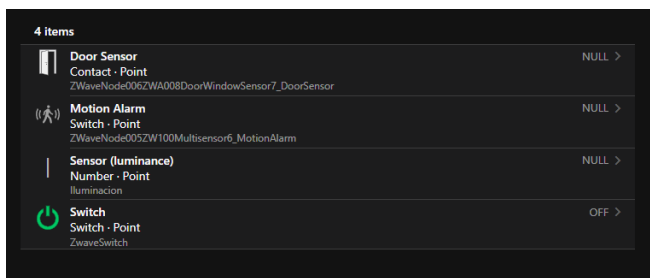 4 items
Door Sensor
NULL
Contact · Point
ZWaveNode006ZWA008DoorWindowSensor7_DoorSensor
Motion Alarm
NULL
Switch · Point
ZWaveNode005ZW100Multisensor6_MotionAlarm
Sensor (luminance)
NULL
Number · Point
Iluminacion
Switch
OFF
Switch · Point
ZwaveSwitch